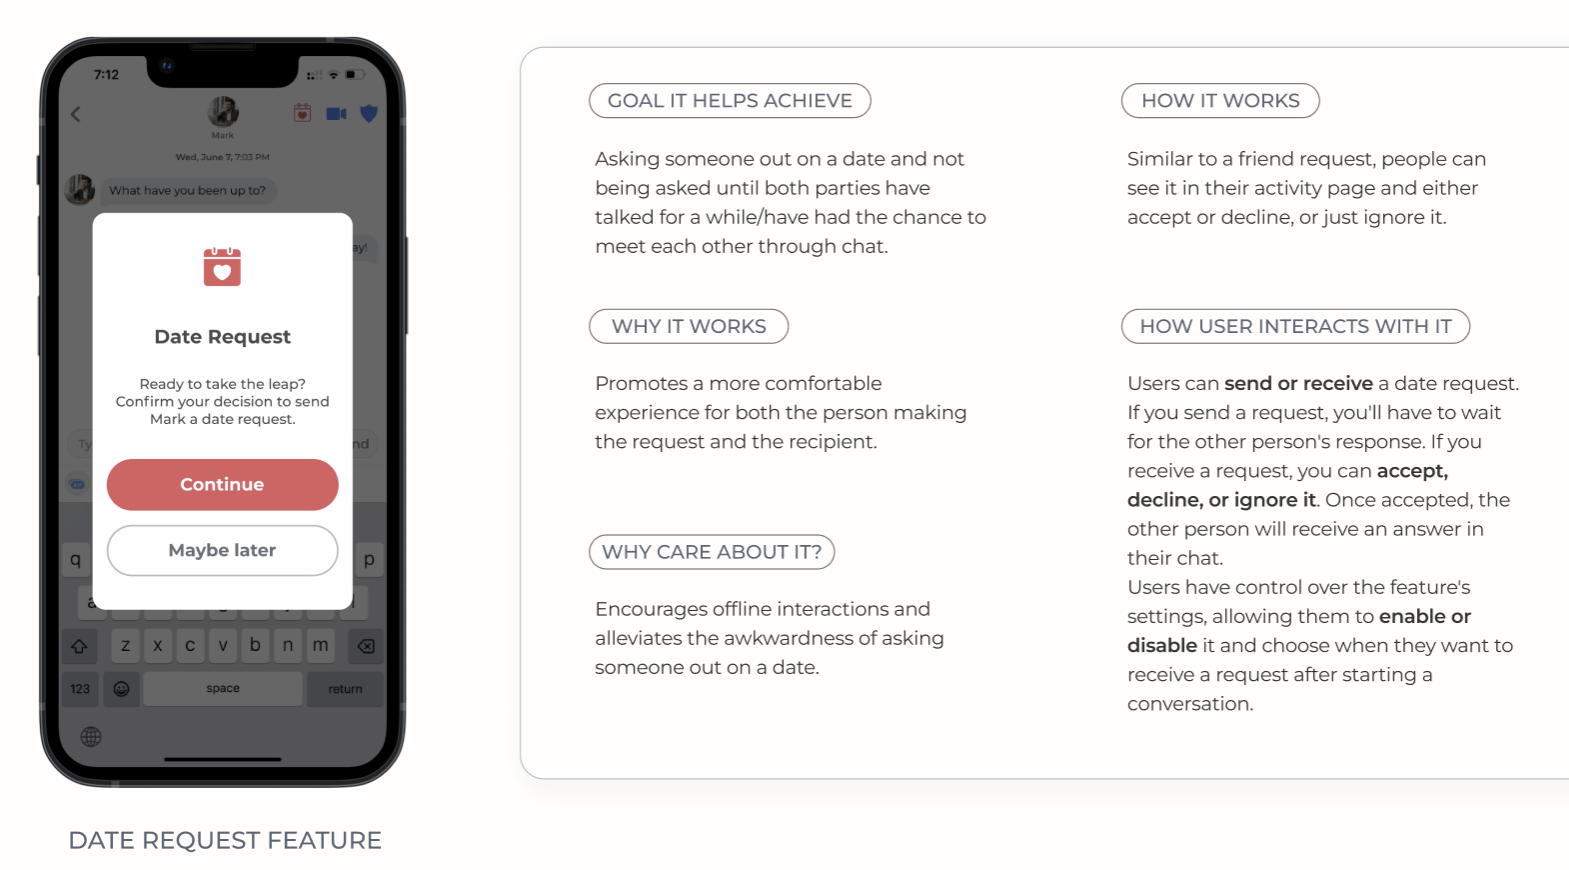 7:12
Mark
Wed, June 7, 7:03 PM
What have you been up to?
ay!
Date Request
Ready to take the leap?
Confirm your decision to send
Mark a date request.
Ty
nd
Continue
Maybe later
q
p
a
l
z x c v b n m
123
space
return
DATE REQUEST FEATURE
GOAL IT HELPS ACHIEVE
Asking someone out on a date and not
being asked until both parties have
talked for a while/have had the chance to
meet each other through chat.
HOW IT WORKS
Similar to a friend request, people can
see it in their activity page and either
accept or decline, or just ignore it.
WHY IT WORKS
Promotes a more comfortable
experience for both the person making
the request and the recipient.
HOW USER INTERACTS WITH IT
Users can send or receive a date request.
If you send a request, you'll have to wait
for the other person's response. If you
receive a request, you can accept,
decline, or ignore it. Once accepted, the
other person will receive an answer in
their chat.
Users have control over the feature's
settings, allowing them to enable or
disable it and choose when they want to
receive a request after starting a
conversation.
WHY CARE ABOUT IT?
Encourages offline interactions and
alleviates the awkwardness of asking
someone out on a date.